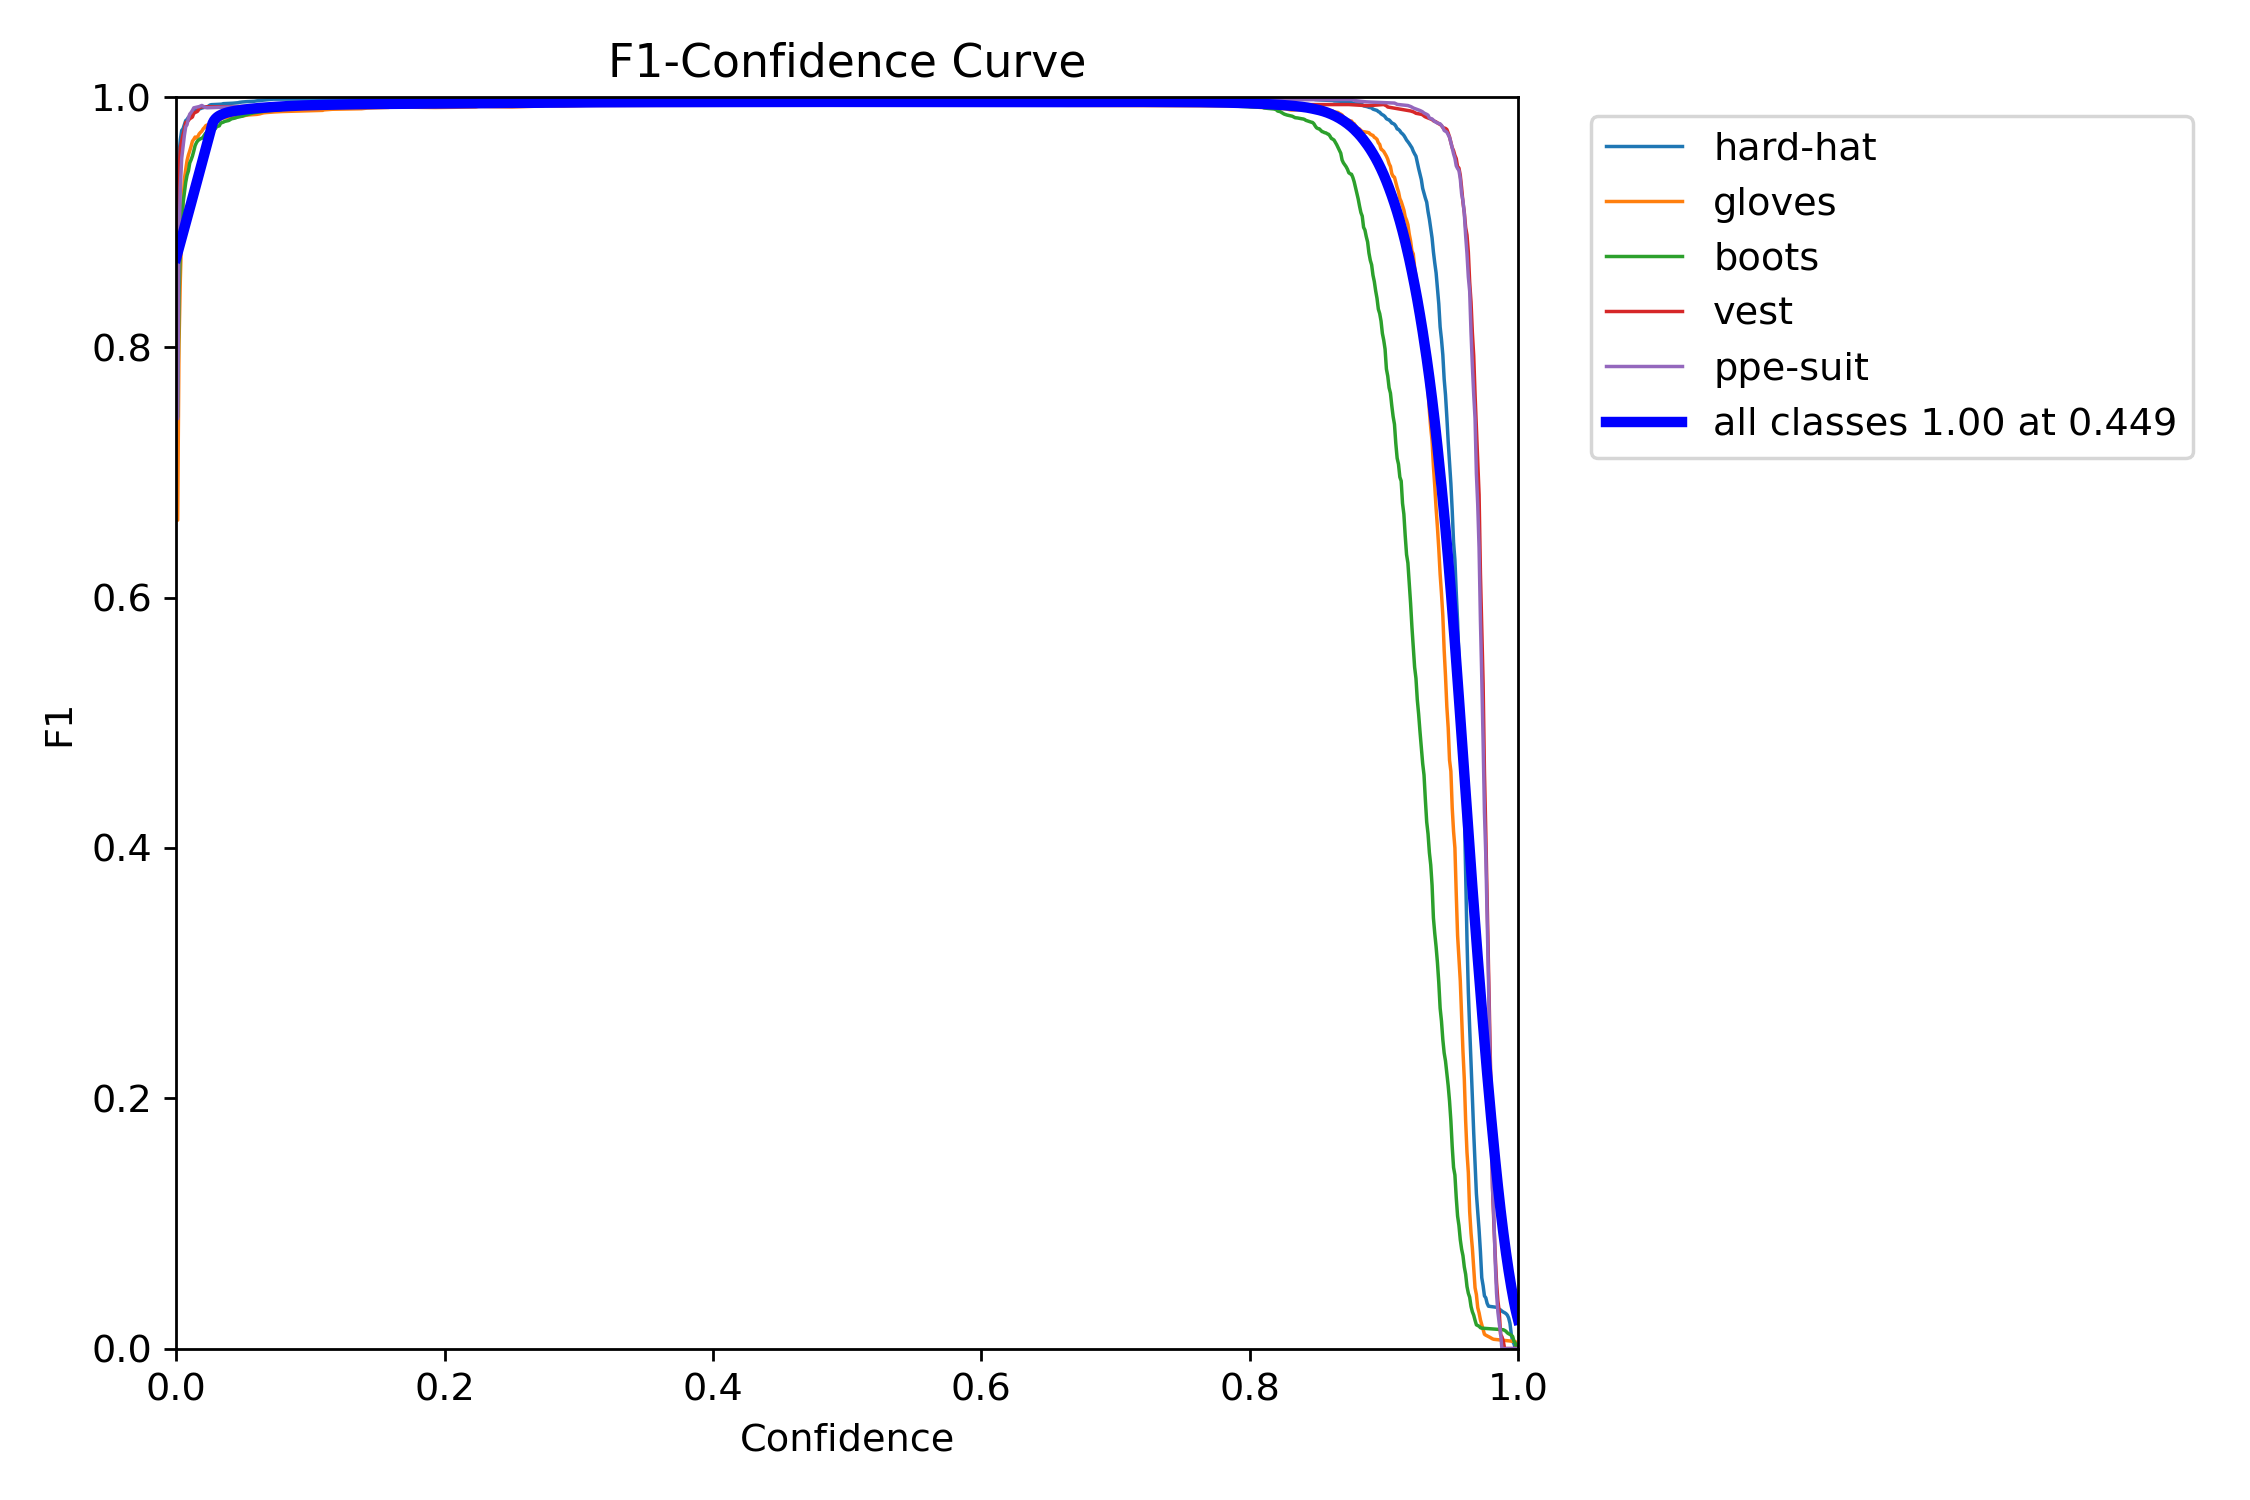 F1-Confidence Curve
1.0
0.8
0.6
0.4
0.2
0.0
F1
0.0 0.2 0.4 0.6 0.8 1.0
Confidence
hard-hat
gloves
boots
vest
ppe-suit
all classes 1.00 at 0.449